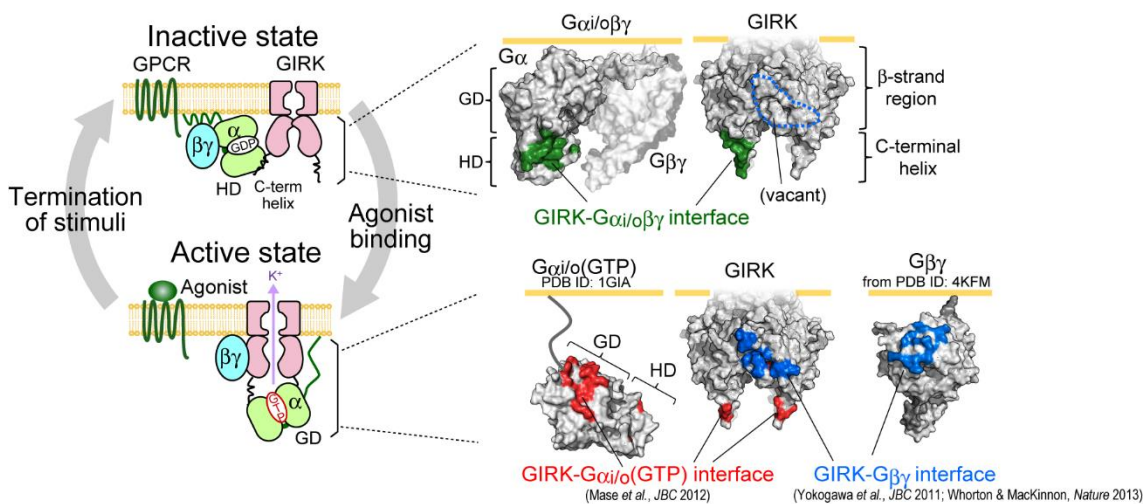 Inactive state
GPCR
GIRK
βγ
α
GDP
HD
C-term
helix
Termination
of stimuli
Agonist
binding
Active state
K+
Agonist
βγ
GTP
α
GD
Gαi/oβγ
GIRK
Gα
GD
HD
Gβγ
β-strand
region
C-terminal
helix
(vacant)
GIRK-Gαi/oβγ interface
Gαi/o(GTP)
PDB ID: 1GIA
GIRK
Gβγ
from PDB ID: 4KFM
GD
HD
GIRK-Gαi/o(GTP) interface
(Mase et al., JBC 2012)
GIRK-Gβγ interface
(Yokogawa et al., JBC 2011; Whorton & MacKinnon, Nature 2013)